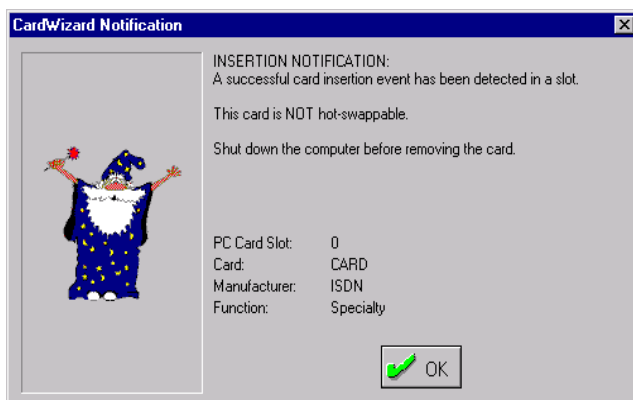 CardWizard Notification
INSERTION NOTIFICATION:
A successful card insertion event has been detected in a slot.
This card is NOT hot-swappable.
Shut down the computer before removing the card.
PC Card Slot: 0
Card: CARD
Manufacturer: ISDN
Function: Specialty
OK